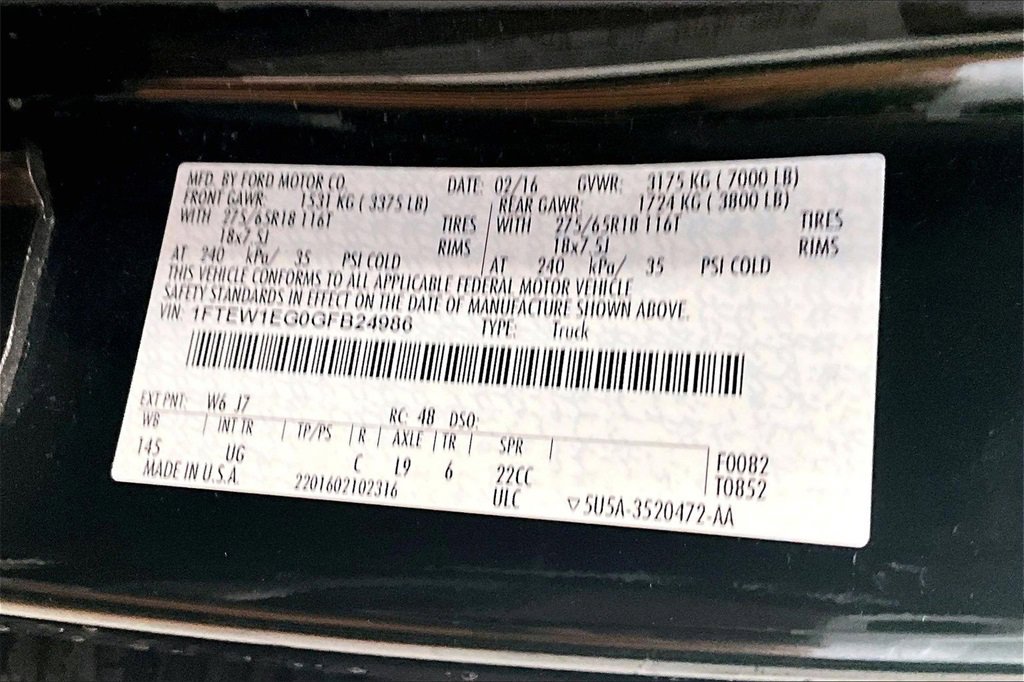 MFD. BY FORD MOTOR CO. DATE: 02/16 GVWR: 3175 KG ( 7000 LB)
FRONT GAWR: 1531 KG ( 3375 LB) REAR GAWR: 1724 KG ( 3800 LB)
WITH 275/65R18 116T TIRES WITH 275/65R18 116T TIRES
18x7.5J RIMS 18x7.5J RIMS
AT 240 kPa/ 35 PSI COLD AT 240 kPa/ 35 PSI COLD
THIS VEHICLE CONFORMS TO ALL APPLICABLE FEDERAL MOTOR VEHICLE
SAFETY STANDARDS IN EFFECT ON THE DATE OF MANUFACTURE SHOWN ABOVE.
VIN: 1FTEW1EG0GFB24986 TYPE: Truck
EXT PNT: W6 J7 RC: 48 DSO:
WB | INT TR | TP/PS | R | AXLE | TR | SPR |
145 UG C L9 6 22CC F0082
MADE IN U.S.A. 2201602102316 ULC T0852
▽5U5A-3520472-AA